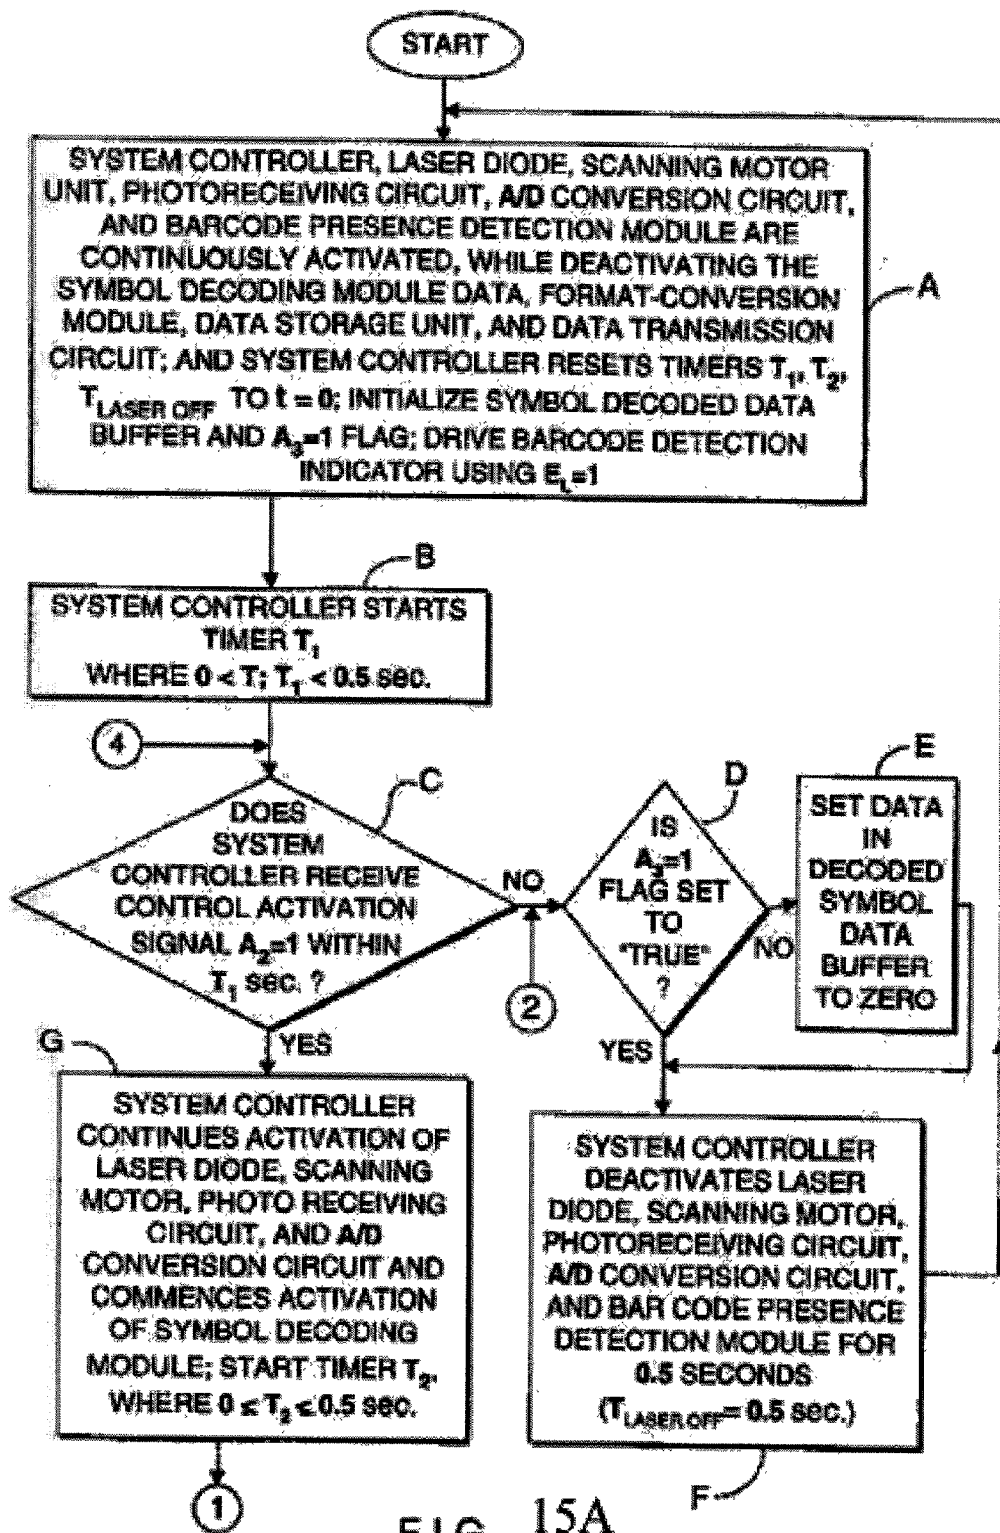 START
SYSTEM CONTROLLER, LASER DIODE, SCANNING MOTOR
UNIT, PHOTORECEIVING CIRCUIT, A/D CONVERSION CIRCUIT,
AND BARCODE PRESENCE DETECTION MODULE ARE
CONTINUOUSLY ACTIVATED, WHILE DEACTIVATING THE
SYMBOL DECODING MODULE DATA, FORMAT-CONVERSION
MODULE, DATA STORAGE UNIT, AND DATA TRANSMISSION
CIRCUIT; AND SYSTEM CONTROLLER RESETS TIMERS T1, T2,
TLASER OFF TO t = 0; INITIALIZE SYMBOL DECODED DATA
BUFFER AND A3=1 FLAG; DRIVE BARCODE DETECTION
INDICATOR USING EL=1
A
B
SYSTEM CONTROLLER STARTS
TIMER T1
WHERE 0 < T; T1 < 0.5 sec.
4
C
DOES
SYSTEM
CONTROLLER RECEIVE
CONTROL ACTIVATION
SIGNAL A2=1 WITHIN
T1 sec. ?
NO
2
YES
D
IS
A3=1
FLAG SET
TO
"TRUE"
?
NO
YES
E
SET DATA
IN
DECODED
SYMBOL
DATA
BUFFER
TO ZERO
G
SYSTEM CONTROLLER
CONTINUES ACTIVATION OF
LASER DIODE, SCANNING
MOTOR, PHOTO RECEIVING
CIRCUIT, AND A/D
CONVERSION CIRCUIT AND
COMMENCES ACTIVATION
OF SYMBOL DECODING
MODULE; START TIMER T2,
WHERE 0 ≤ T2 ≤ 0.5 sec.
1
SYSTEM CONTROLLER
DEACTIVATES LASER
DIODE, SCANNING MOTOR,
PHOTORECEIVING CIRCUIT,
A/D CONVERSION CIRCUIT,
AND BAR CODE PRESENCE
DETECTION MODULE FOR
0.5 SECONDS
(TLASER OFF= 0.5 sec.)
F
FIG. 15A